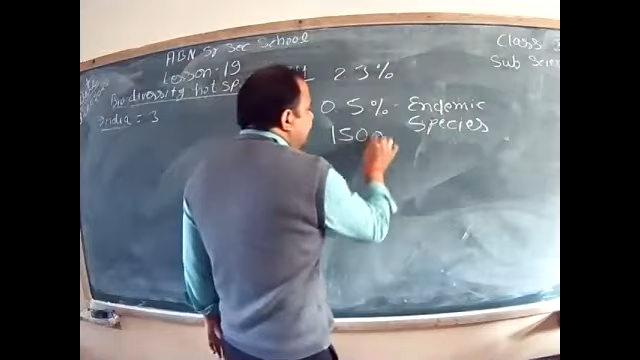 ABN Sr Sec School
Class
Lesson-19
Sub Scien
Biodiversity hot sp
23%
India = 3
0.5% - Endemic
Species
150